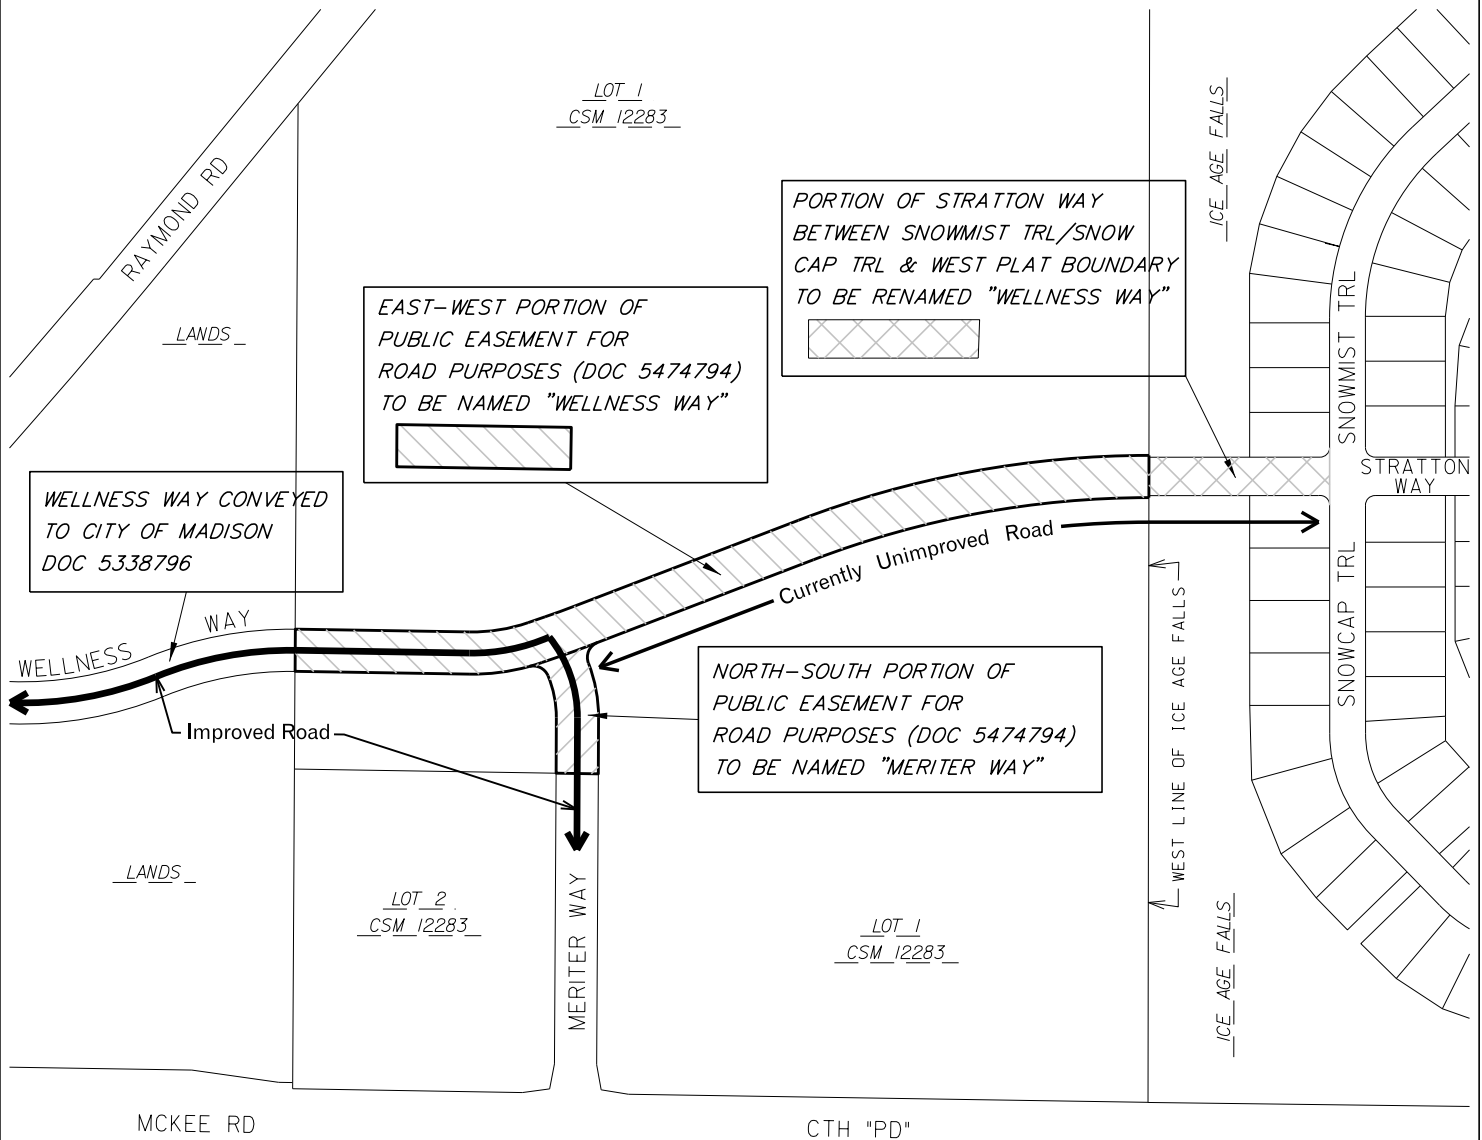 LOT 1
CSM 12283
ICE AGE FALLS
RAYMOND RD
PORTION OF STRATTON WAY
BETWEEN SNOWMIST TRL/SNOW
CAP TRL & WEST PLAT BOUNDARY
TO BE RENAMED "WELLNESS WAY"
EAST-WEST PORTION OF
PUBLIC EASEMENT FOR
ROAD PURPOSES (DOC 5474794)
TO BE NAMED "WELLNESS WAY"
LANDS
SNOWMIST TRL
WELLNESS WAY CONVEYED
TO CITY OF MADISON
DOC 5338796
STRATTON
WAY
Currently Unimproved Road
WELLNESS WAY
SNOWCAP TRL
WEST LINE OF ICE AGE FALLS
NORTH-SOUTH PORTION OF
PUBLIC EASEMENT FOR
ROAD PURPOSES (DOC 5474794)
TO BE NAMED "MERITER WAY"
Improved Road
LANDS
LOT 2
CSM 12283
MERITER WAY
LOT 1
CSM 12283
ICE AGE FALLS
MCKEE RD
CTH "PD"